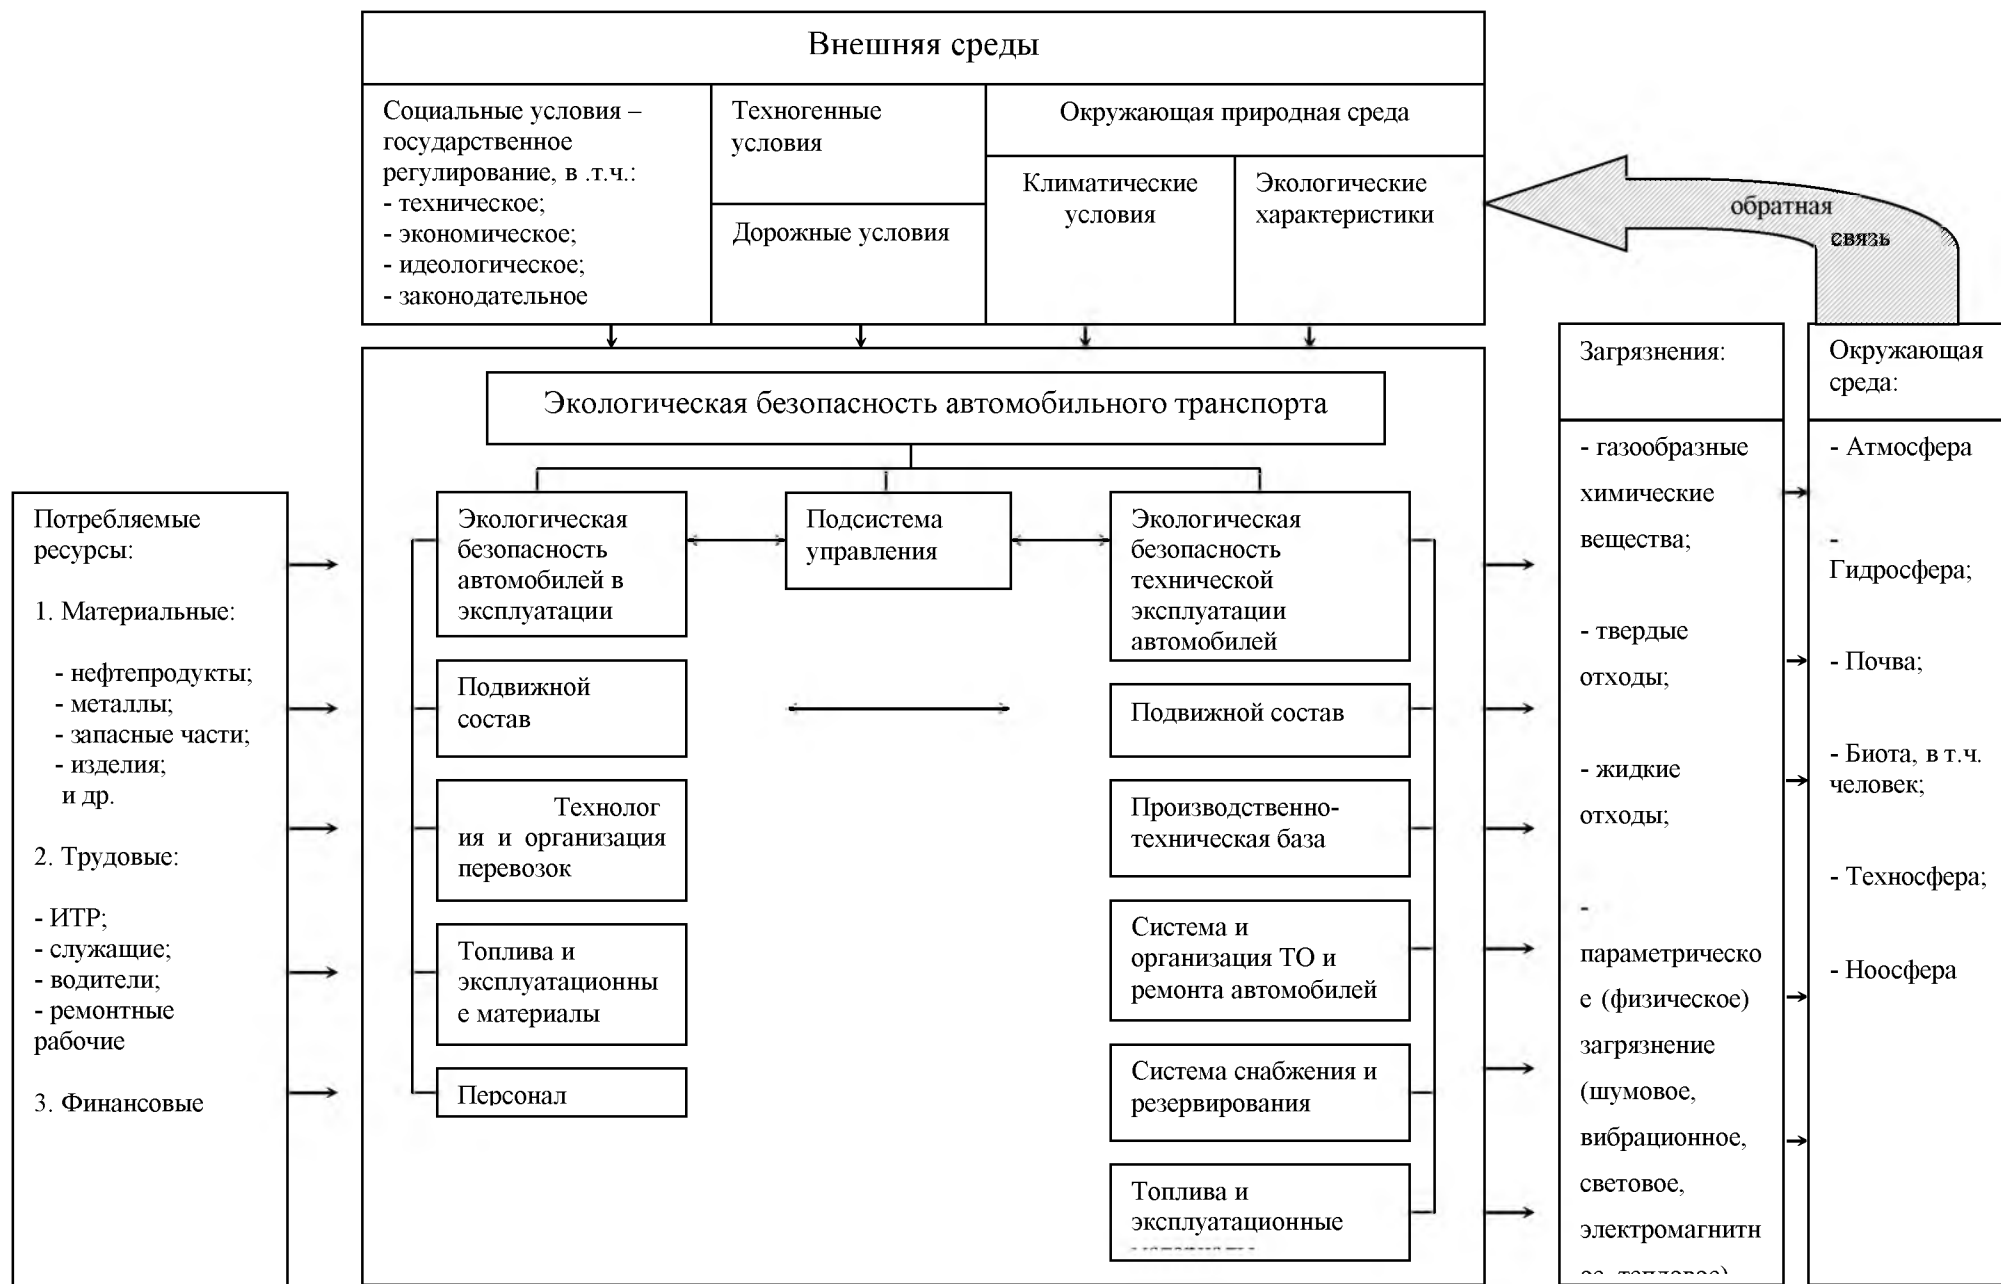 Внешняя среды
Социальные условия –
государственное
регулирование, в .т.ч.:
- техническое;
- экономическое;
- идеологическое;
- законодательное
Техногенные
условия
Дорожные условия
Окружающая природная среда
Климатические
условия
Экологические
характеристики
обратная
связь
Потребляемые
ресурсы:
1. Материальные:
- нефтепродукты;
- металлы;
- запасные части;
- изделия;
и др.
2. Трудовые:
- ИТР;
- служащие;
- водители;
- ремонтные
рабочие
3. Финансовые
Экологическая безопасность автомобильного транспорта
Экологическая
безопасность
автомобилей в
эксплуатации
Подвижной
состав
Технолог
ия и организация
перевозок
Топлива и
эксплуатационны
е материалы
Персонал
Подсистема
управления
Экологическая
безопасность
технической
эксплуатации
автомобилей
Подвижной состав
Производственно-
техническая база
Система и
организация ТО и
ремонта автомобилей
Система снабжения и
резервирования
Топлива и
эксплуатационные
Загрязнения:
- газообразные
химические
вещества;
- твердые
отходы;
- жидкие
отходы;
-
параметрическо
е (физическое)
загрязнение
(шумовое,
вибрационное,
световое,
электромагнитн
ое, тепловое)
Окружающая
среда:
- Атмосфера
-
Гидросфера;
- Почва;
- Биота, в т.ч.
человек;
- Техносфера;
- Ноосфера